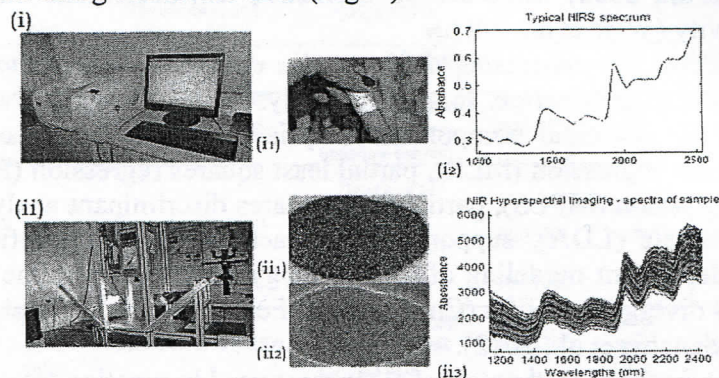 (i)
Typical NIRS spectrum
0.7
0.6
0.5
0.4
0.3
Absorbance
1000
1500
2000
2500
(i1)
(i2)
(ii)
NIR Hyperspectral Imaging - spectra of sample
6000
5000
4000
3000
2000
1000
Absorbance
1400 1600 1800 2000 2200 2400
Wavelengths (nm)
(ii1)
(ii2)
(ii3)